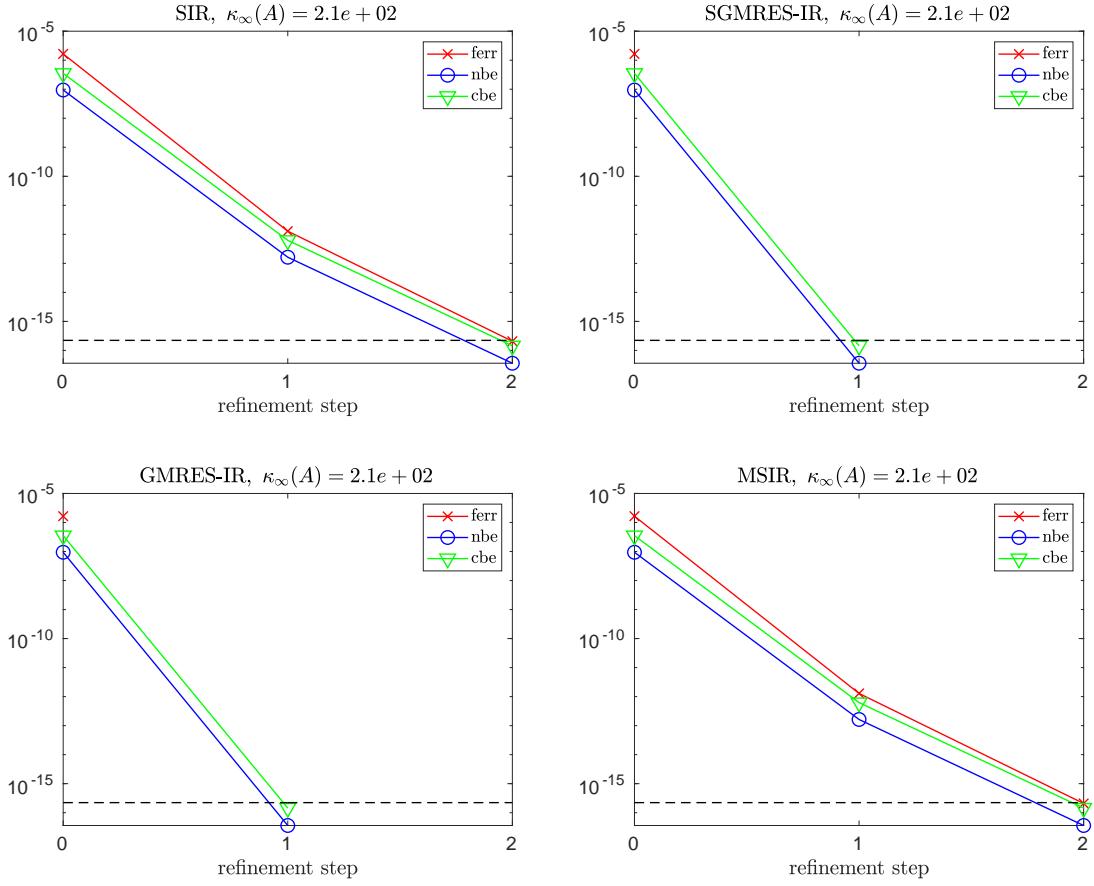 SIR, κ∞(A) = 2.1e + 02
10^-5
10^-10
10^-15
ferr
nbe
cbe
0 1 2
refinement step
SGMRES-IR, κ∞(A) = 2.1e + 02
10^-5
10^-10
10^-15
ferr
nbe
cbe
0 1 2
refinement step
GMRES-IR, κ∞(A) = 2.1e + 02
10^-5
10^-10
10^-15
ferr
nbe
cbe
0 1 2
refinement step
MSIR, κ∞(A) = 2.1e + 02
10^-5
10^-10
10^-15
ferr
nbe
cbe
0 1 2
refinement step